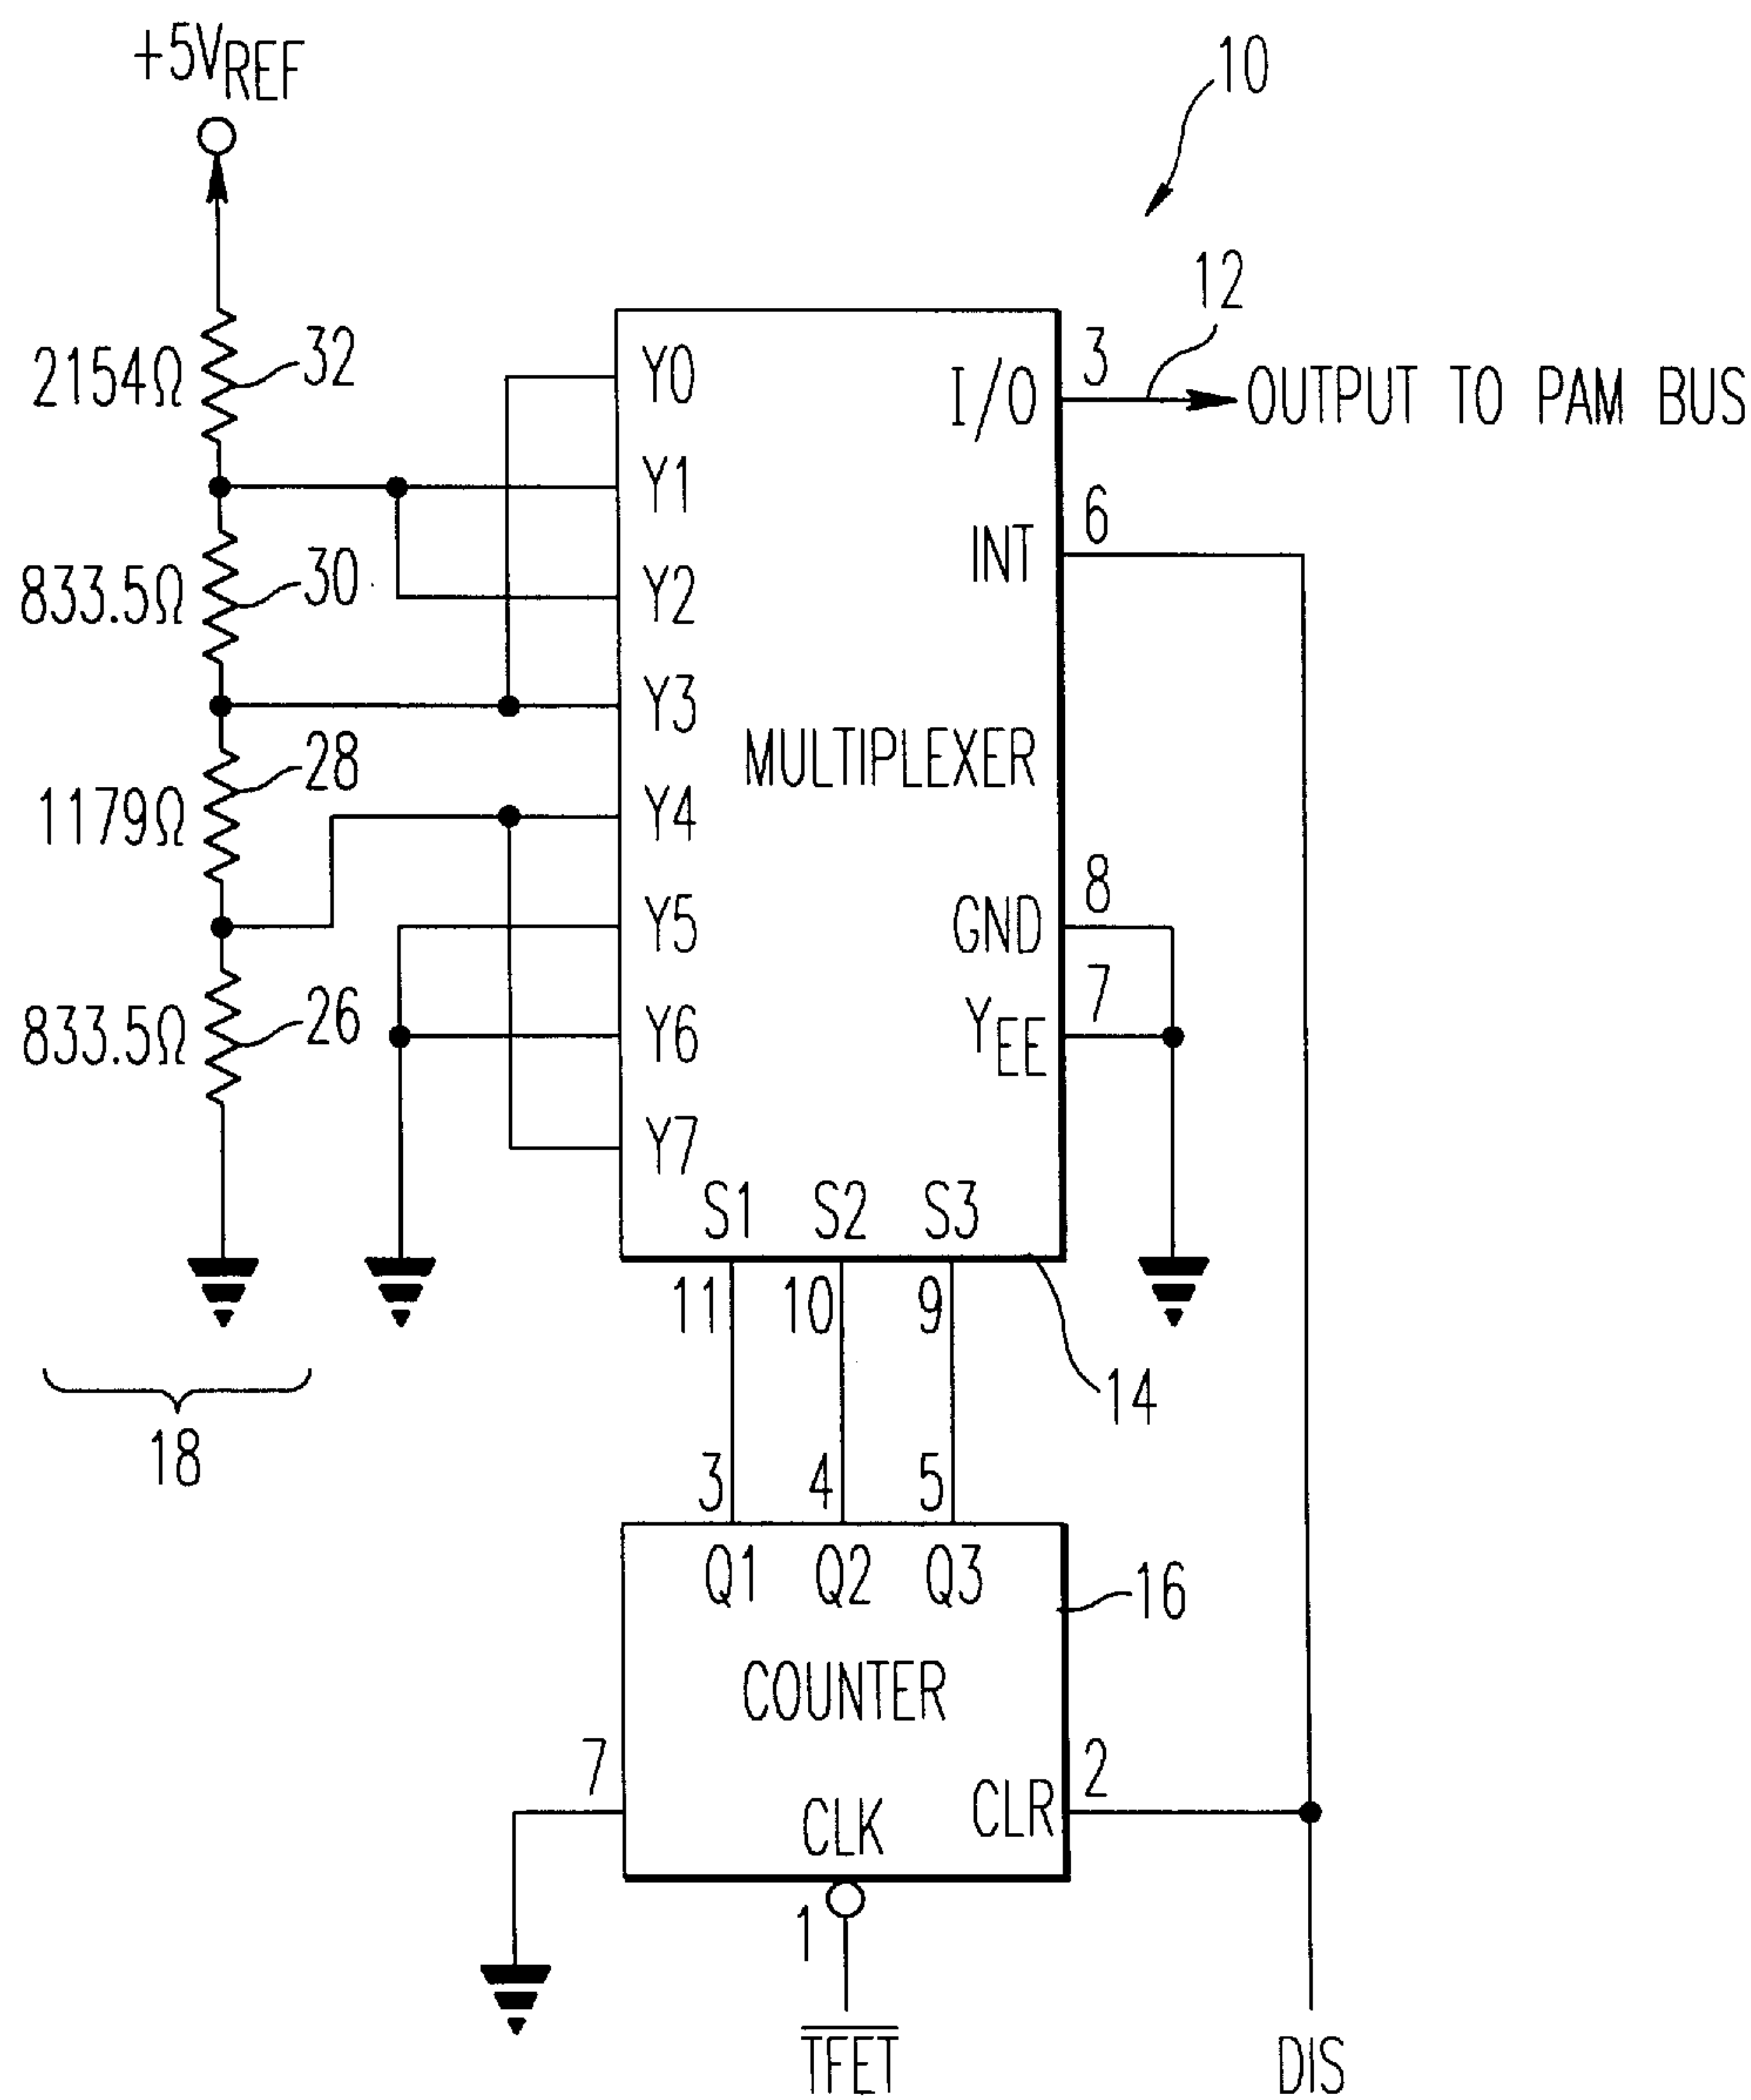 +5VREF
10
12
2154Ω
32
833.5Ω
30
1179Ω
28
833.5Ω
26
18
Y0
Y1
Y2
Y3
Y4
Y5
Y6
Y7
MULTIPLEXER
I/O
3
OUTPUT TO PAM BUS
INT
6
GND
8
YEE
7
S1 S2 S3
11 10 9
14
3 4 5
Q1 Q2 Q3
16
COUNTER
7
CLK
CLR
2
1
T̅F̅E̅T̅
DIS